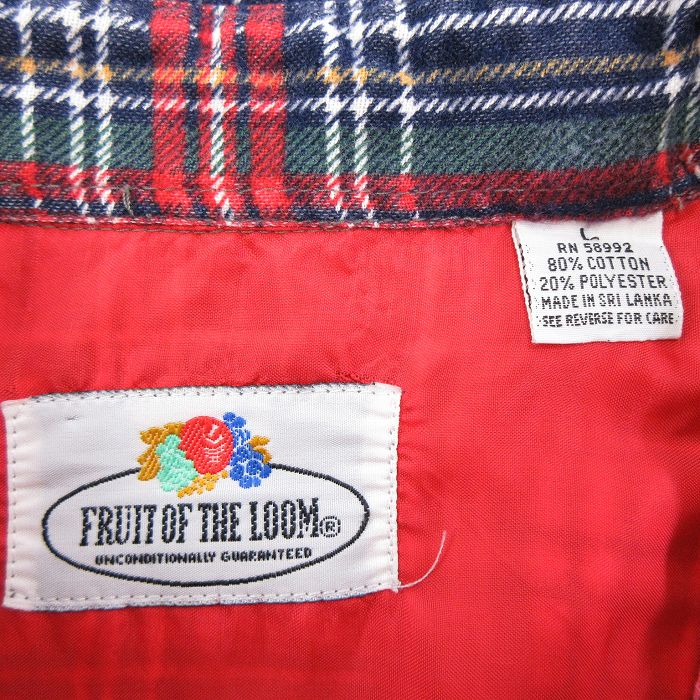 L
RN 58992
80% COTTON
20% POLYESTER
MADE IN SRI LANKA
SEE REVERSE FOR CARE
FRUIT OF THE LOOM®
UNCONDITIONALLY GUARANTEED